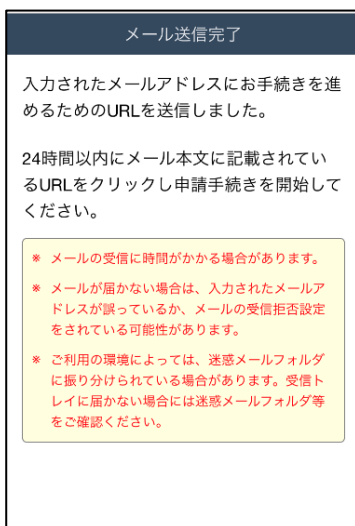 メール送信完了
入力されたメールアドレスにお手続きを進
めるためのURLを送信しました。
24時間以内にメール本文に記載されてい
るURLをクリックし申請手続きを開始して
ください。
※ メールの受信に時間がかかる場合があります。
※ メールが届かない場合は、入力されたメールア
ドレスが誤っているか、メールの受信拒否設定
をされている可能性があります。
※ ご利用の環境によっては、迷惑メールフォルダ
に振り分けられている場合があります。受信ト
レイに届かない場合には迷惑メールフォルダ等
をご確認ください。